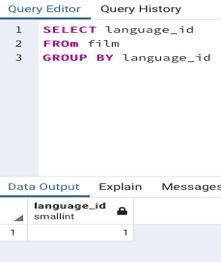 Query Editor Query History
1 SELECT language_id
2 FROm film
3 GROUP BY language_id
Data Output Explain Messages
language_id
smallint
1 1